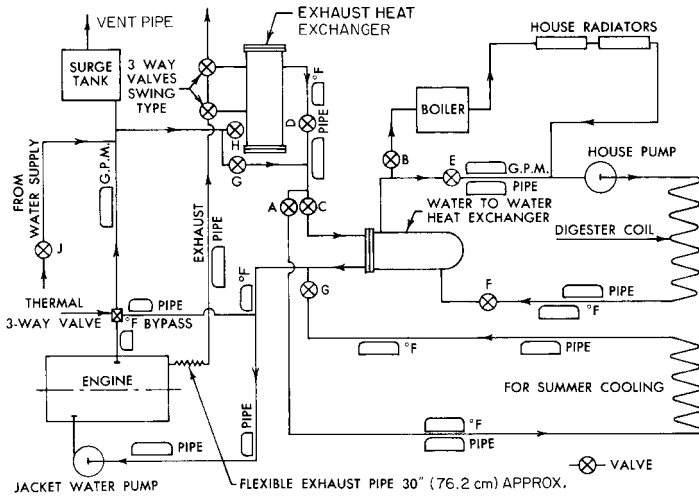 VENT PIPE
EXHAUST HEAT
EXCHANGER
HOUSE RADIATORS
SURGE
TANK
3 WAY
VALVES
SWING
TYPE
°F
BOILER
D
PIPE
H
G
B
E
G.P.M.
PIPE
HOUSE PUMP
FROM
WATER SUPPLY
G.P.M.
J
EXHAUST
PIPE
A
C
WATER TO WATER
HEAT EXCHANGER
DIGESTER COIL
THERMAL
3-WAY VALVE
PIPE
°F
°F BYPASS
G
F
PIPE
°F
°F
PIPE
ENGINE
FOR SUMMER COOLING
PIPE
PIPE
°F
PIPE
VALVE
JACKET WATER PUMP
FLEXIBLE EXHAUST PIPE 30" (76.2 cm) APPROX.